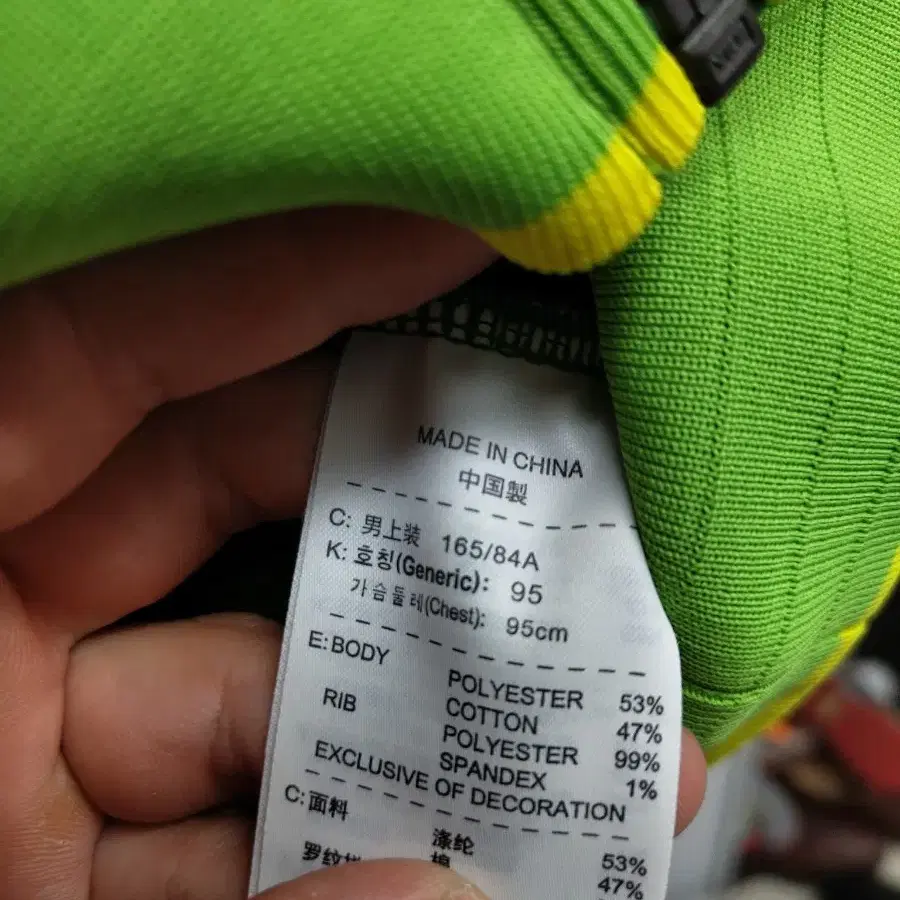 MADE IN CHINA
中国製
C: 男上装 165/84A
K: 호칭(Generic): 95
가슴둘레(Chest): 95cm
E: BODY POLYESTER 53%
COTTON 47%
RIB POLYESTER 99%
SPANDEX 1%
EXCLUSIVE OF DECORATION
C: 面料 涤纶 53%
棉 47%
罗纹